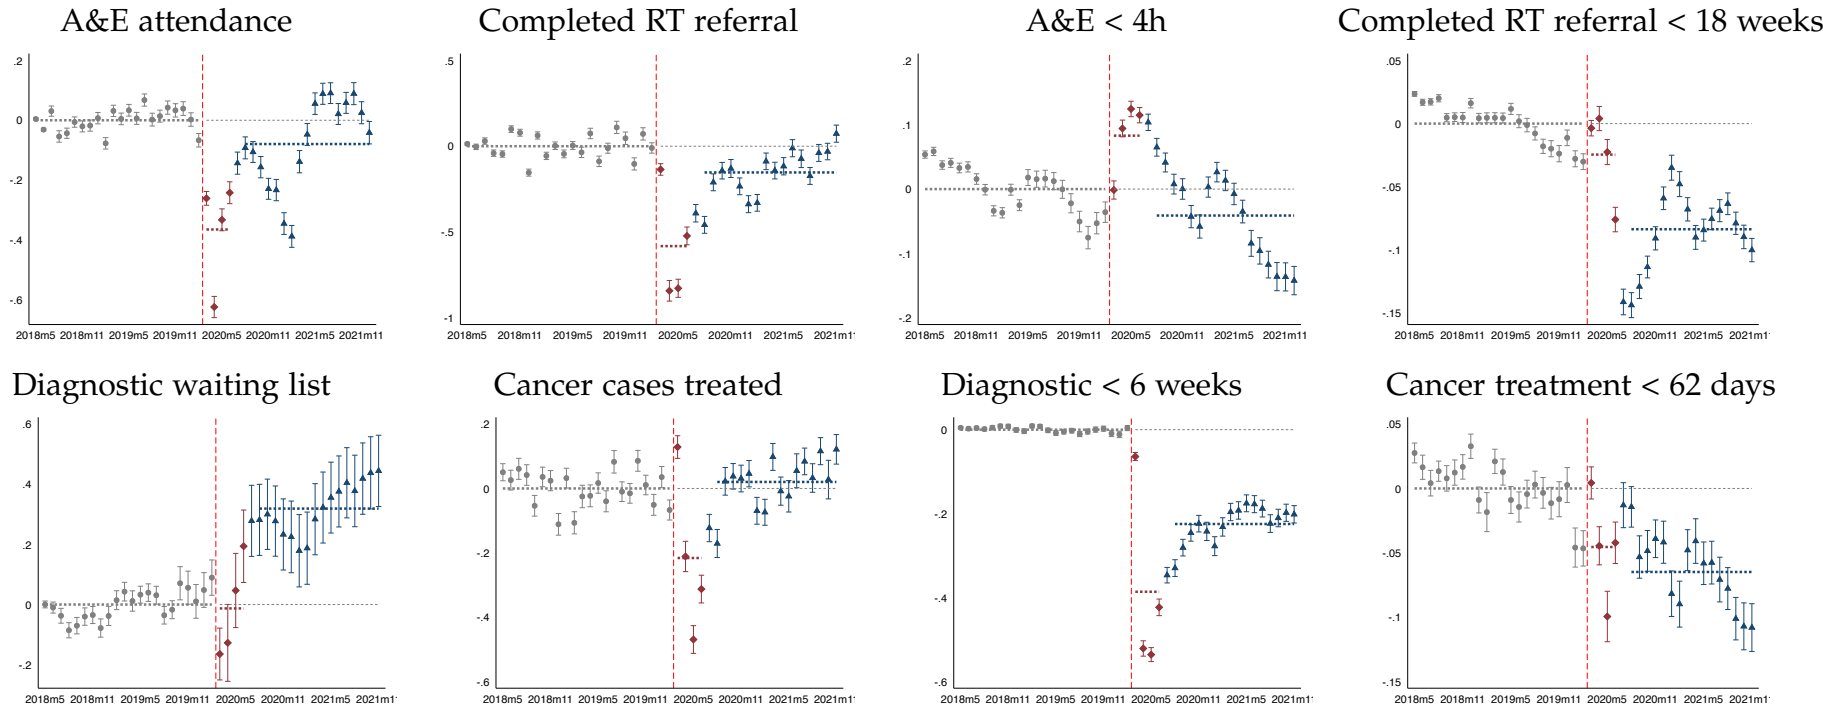 A&E attendance
Completed RT referral
A&E < 4h
Completed RT referral < 18 weeks
.2
0
-.2
-.4
-.6
2018m5 2018m11 2019m5 2019m11 2020m5 2020m11 2021m5 2021m11
.5
0
-.5
-1
2018m5 2018m11 2019m5 2019m11 2020m5 2020m11 2021m5 2021m11
.2
.1
0
-.1
-.2
2018m5 2018m11 2019m5 2019m11 2020m5 2020m11 2021m5 2021m11
.05
0
-.05
-.1
-.15
2018m5 2018m11 2019m5 2019m11 2020m5 2020m11 2021m5 2021m1
Diagnostic waiting list
Cancer cases treated
Diagnostic < 6 weeks
Cancer treatment < 62 days
.6
.4
.2
0
-.2
2018m5 2018m11 2019m5 2019m11 2020m5 2020m11 2021m5 2021m1
.2
0
-.2
-.4
-.6
2018m5 2018m11 2019m5 2019m11 2020m5 2020m11 2021m5 2021m11
0
-.2
-.4
-.6
2018m5 2018m11 2019m5 2019m11 2020m5 2020m11 2021m5 2021m11
.05
0
-.05
-.1
-.15
2018m5 2018m11 2019m5 2019m11 2020m5 2020m11 2021m5 2021m1